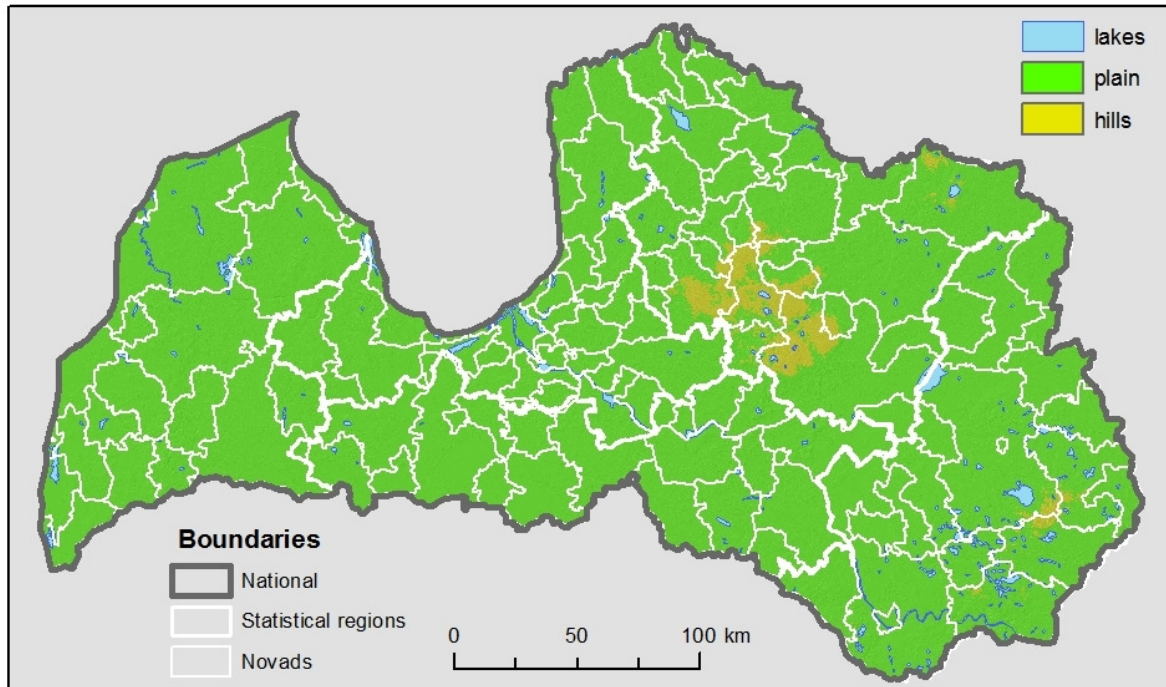 lakes
plain
hills
Boundaries
National
Statistical regions
Novads
0 50 100 km